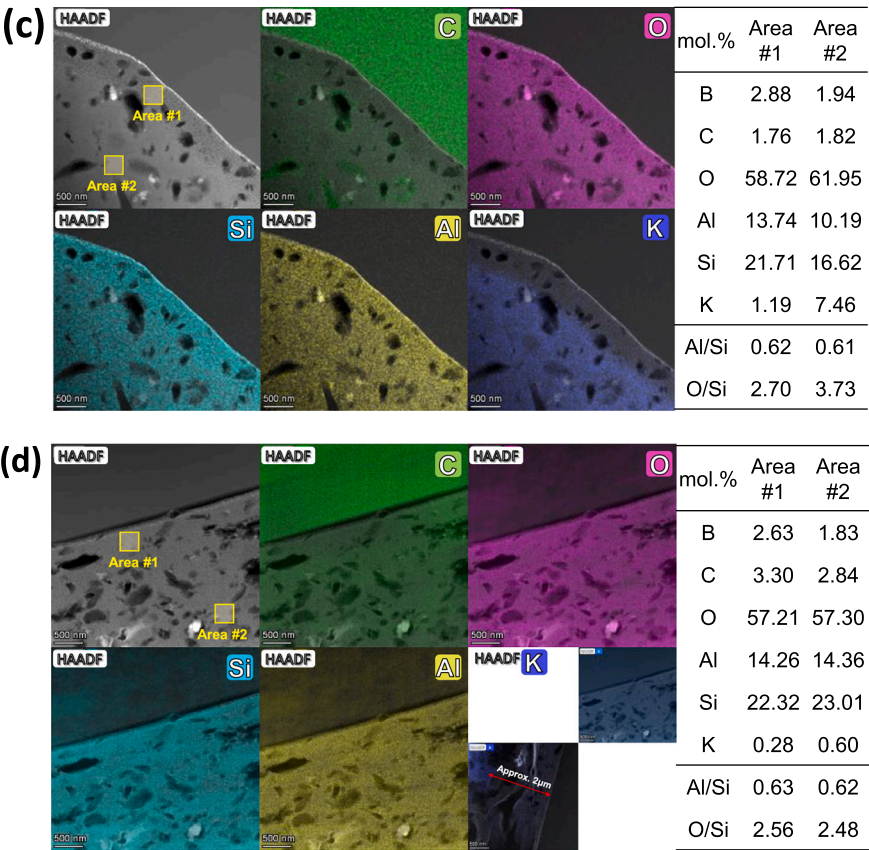 (c)
HAADF
C
O
Area #1
Area #2
500 nm
500 nm
500 nm
HAADF
Si
HAADF
Al
HAADF
K
500 nm
500 nm
500 nm
mol.% Area #1 Area #2
B 2.88 1.94
C 1.76 1.82
O 58.72 61.95
Al 13.74 10.19
Si 21.71 16.62
K 1.19 7.46
Al/Si 0.62 0.61
O/Si 2.70 3.73
(d)
HAADF
HAADF
C
HAADF
O
Area #1
Area #2
500 nm
500 nm
500 nm
HAADF
Si
HAADF
Al
HAADF K
Approx. 2μm
500 nm
500 nm
mol.% Area #1 Area #2
B 2.63 1.83
C 3.30 2.84
O 57.21 57.30
Al 14.26 14.36
Si 22.32 23.01
K 0.28 0.60
Al/Si 0.63 0.62
O/Si 2.56 2.48